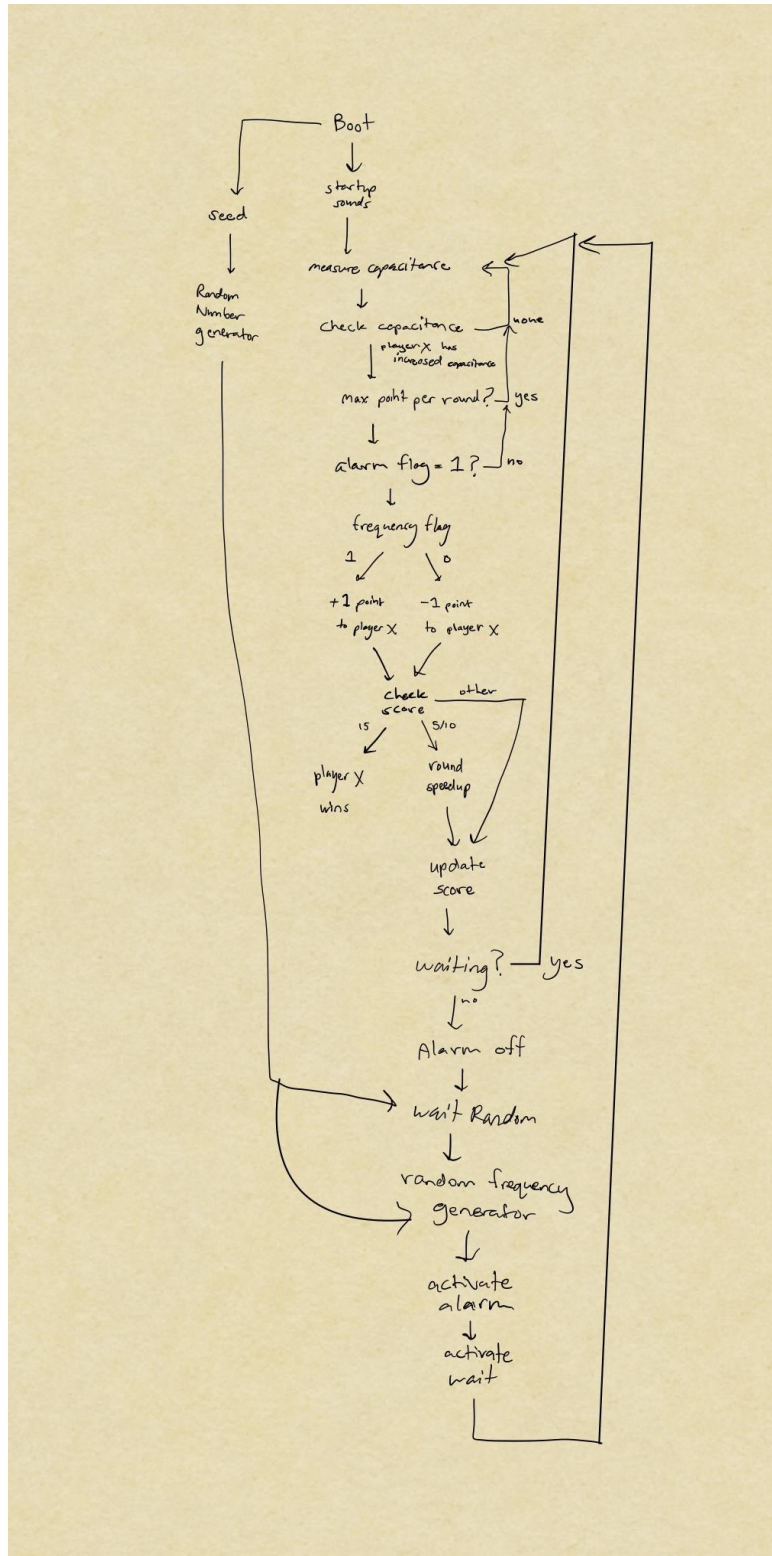 Boot
startup
sounds
seed
measure capacitance
Random
Number
generator
check capacitance
none
player X has
increased capacitance
max point per round?
yes
alarm flag = 1?
no
frequency flag
1
0
+1 point
to player X
-1 point
to player X
check
score
other
15
5/10
player X
wins
round
speedup
update
score
waiting?
yes
no
Alarm off
wait Random
random frequency
generator
activate
alarm
activate
wait